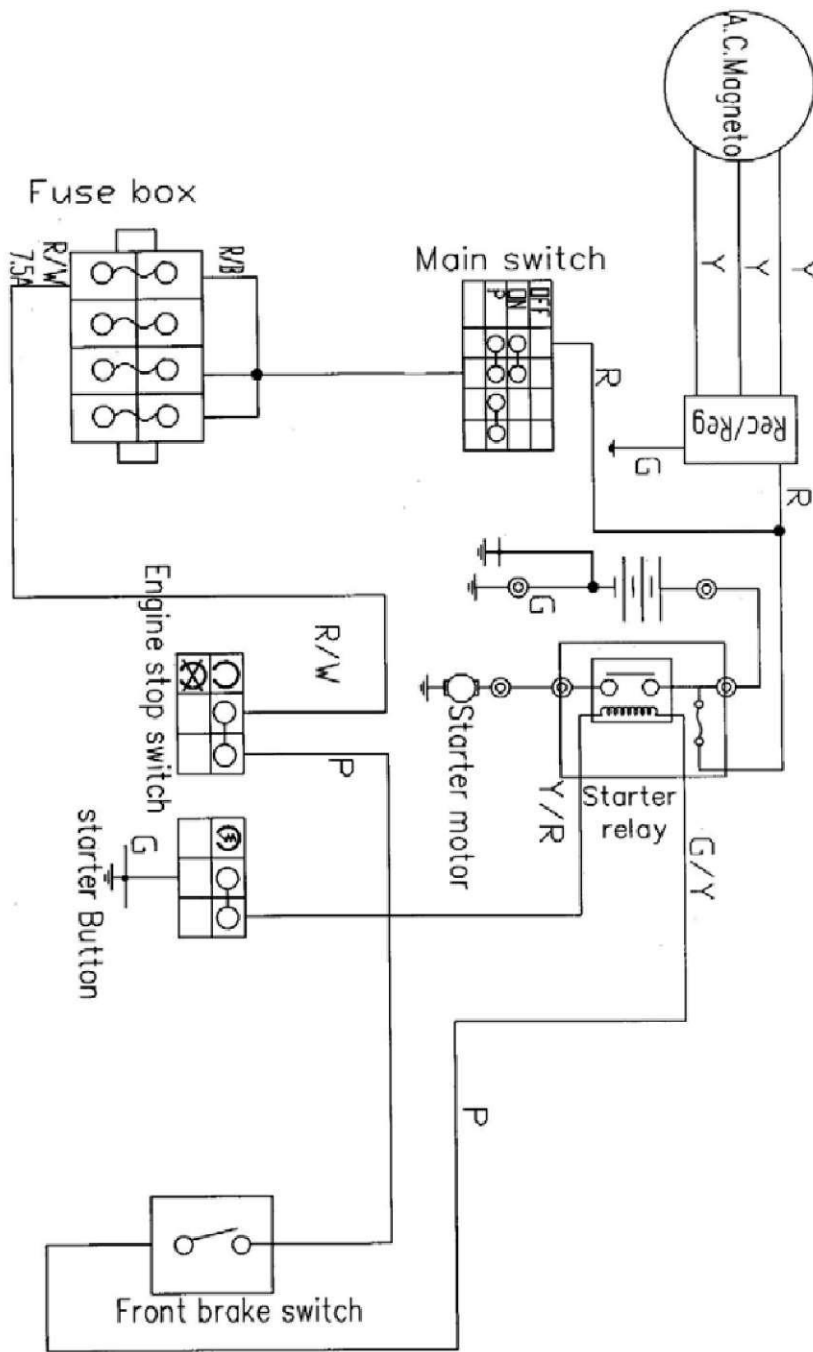 A.C.Magneto
Y
Y
Y
Fuse box
R/W
7.5A
R/B
Main switch
OFF
ON
P
R
Rec/Reg
G
R
G
Engine stop switch
R/W
P
Starter motor
Y/R
Starter
relay
G/Y
starter Button
G
P
Front brake switch